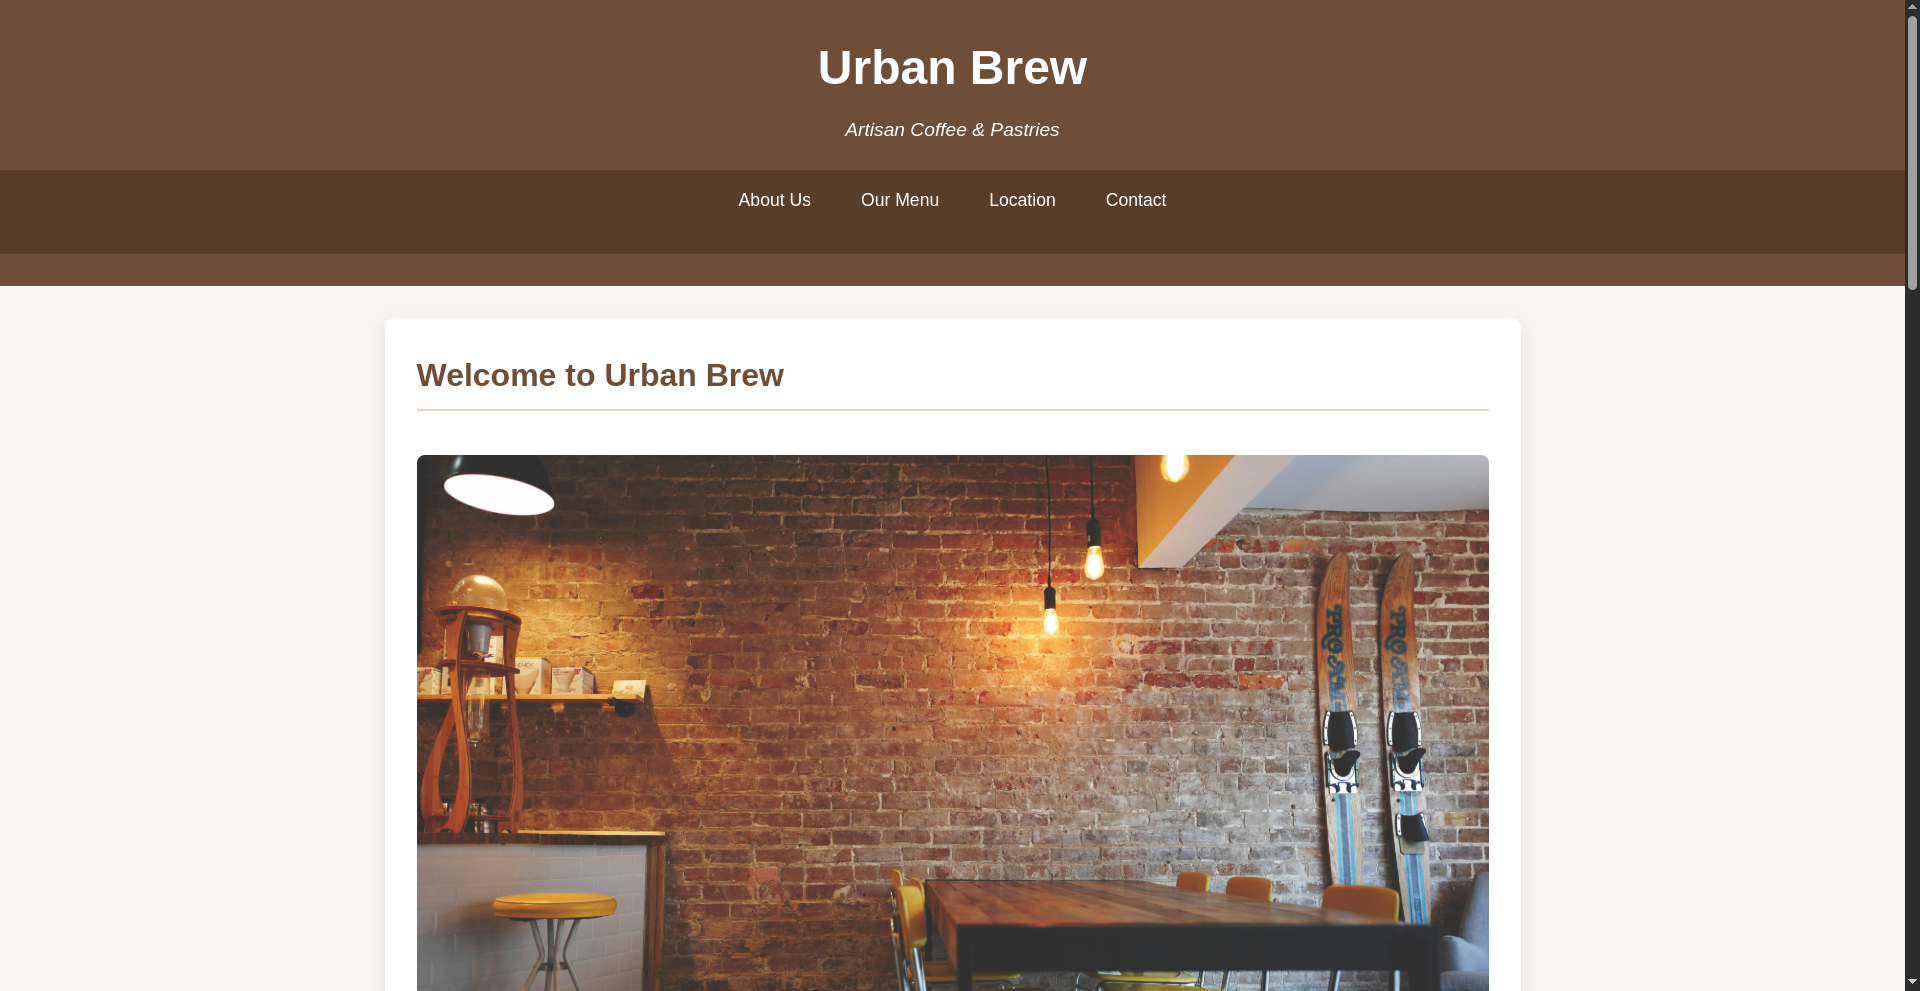 Urban Brew
Artisan Coffee & Pastries
About Us Our Menu Location Contact
Welcome to Urban Brew